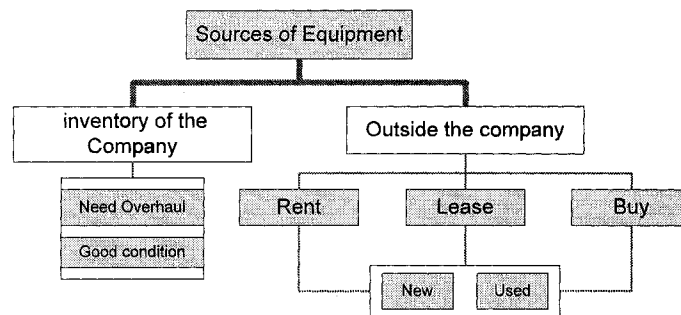 Sources of Equipment
inventory of the
Company
Outside the company
Need Overhaul
Good condition
Rent
Lease
Buy
New
Used